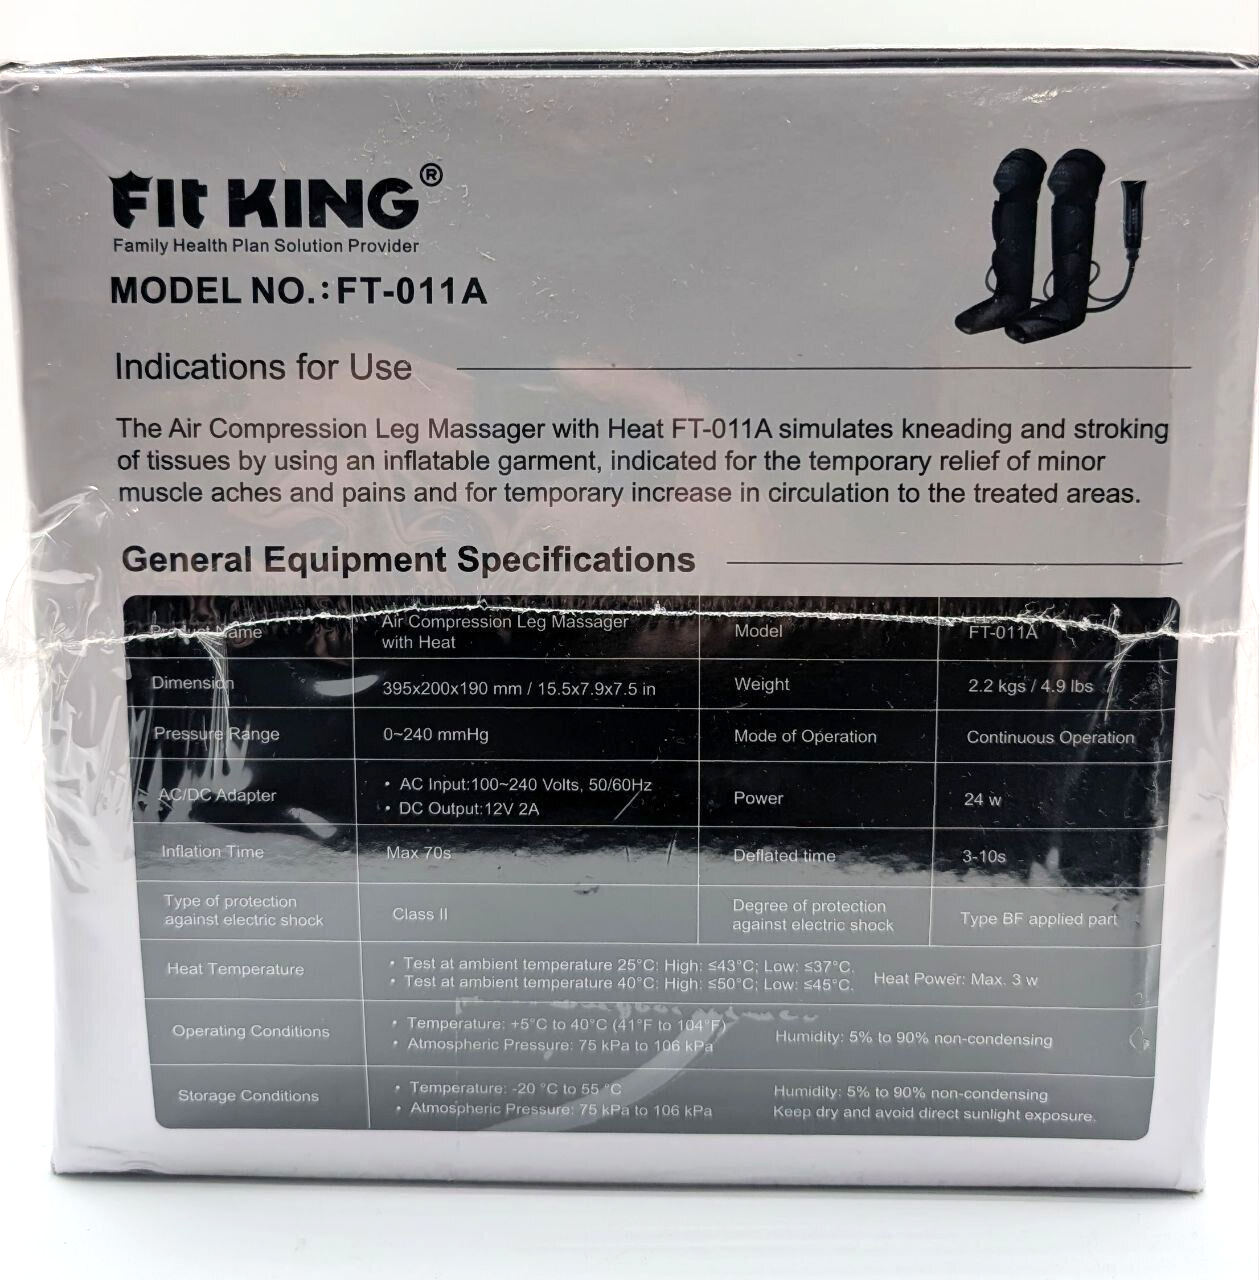 FIt KING®
Family Health Plan Solution Provider
MODEL NO.:FT-011A
Indications for Use
The Air Compression Leg Massager with Heat FT-011A simulates kneading and stroking
of tissues by using an inflatable garment, indicated for the temporary relief of minor
muscle aches and pains and for temporary increase in circulation to the treated areas.
General Equipment Specifications
Product Name
Air Compression Leg Massager
with Heat
Model
FT-011A
Dimension
395x200x190 mm / 15.5x7.9x7.5 in
Weight
2.2 kgs / 4.9 lbs
Pressure Range
0~240 mmHg
Mode of Operation
Continuous Operation
AC/DC Adapter
• AC Input:100~240 Volts, 50/60Hz
• DC Output:12V 2A
Power
24 w
Inflation Time
Max 70s
Deflated time
3-10s
Type of protection
against electric shock
Class II
Degree of protection
against electric shock
Type BF applied part
Heat Temperature
• Test at ambient temperature 25°C: High: ≤43°C; Low: ≤37°C.
• Test at ambient temperature 40°C: High: ≤50°C; Low: ≤45°C.
Heat Power: Max. 3 w
Operating Conditions
• Temperature: +5°C to 40°C (41°F to 104°F)
• Atmospheric Pressure: 75 kPa to 106 kPa
Humidity: 5% to 90% non-condensing
Storage Conditions
• Temperature: -20 °C to 55 °C
• Atmospheric Pressure: 75 kPa to 106 kPa
Humidity: 5% to 90% non-condensing
Keep dry and avoid direct sunlight exposure.